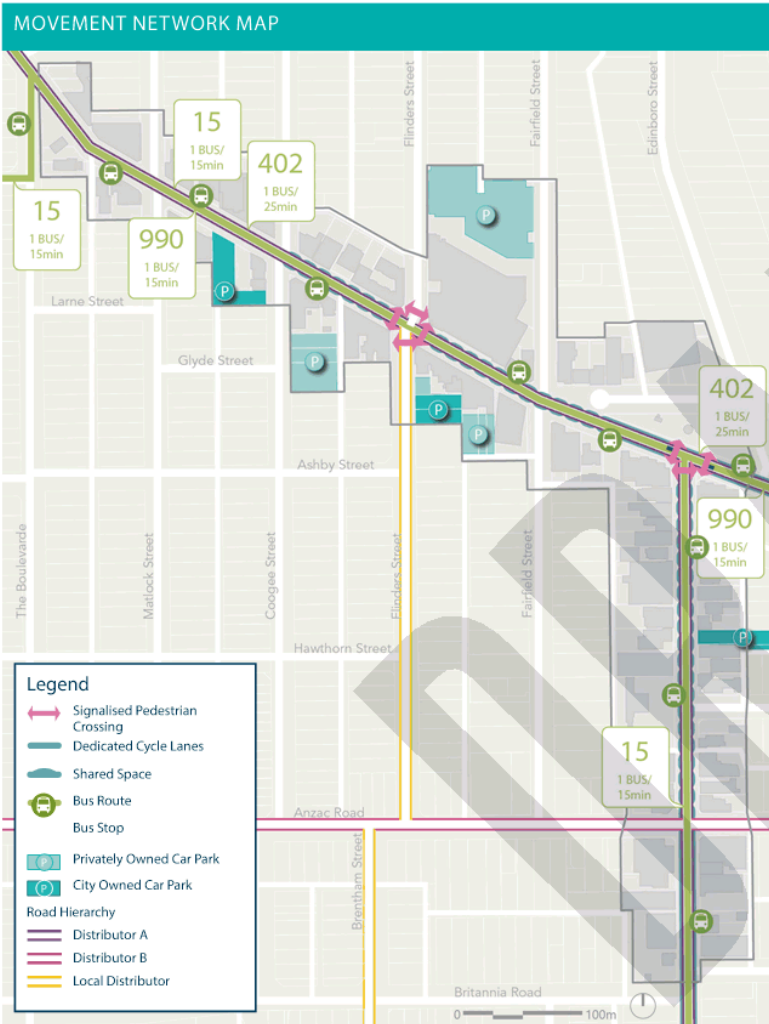 MOVEMENT NETWORK MAP
Flinders Street
Fairfield Street
Edinboro Street
15
1 BUS/
15min
402
1 BUS/
25min
15
1 BUS/
15min
990
1 BUS/
15min
P
P
Larne Street
Glyde Street
P
P
P
402
1 BUS/
25min
Ashby Street
990
1 BUS/
15min
The Boulevarde
Matlock Street
Coogee Street
Flinders Street
Fairfield Street
P
Hawthorn Street
15
1 BUS/
15min
Anzac Road
Brentham Street
Britannia Road
0
100m
Legend
Signalised Pedestrian
Crossing
Dedicated Cycle Lanes
Shared Space
Bus Route
Bus Stop
P
Privately Owned Car Park
P
City Owned Car Park
Road Hierarchy
Distributor A
Distributor B
Local Distributor